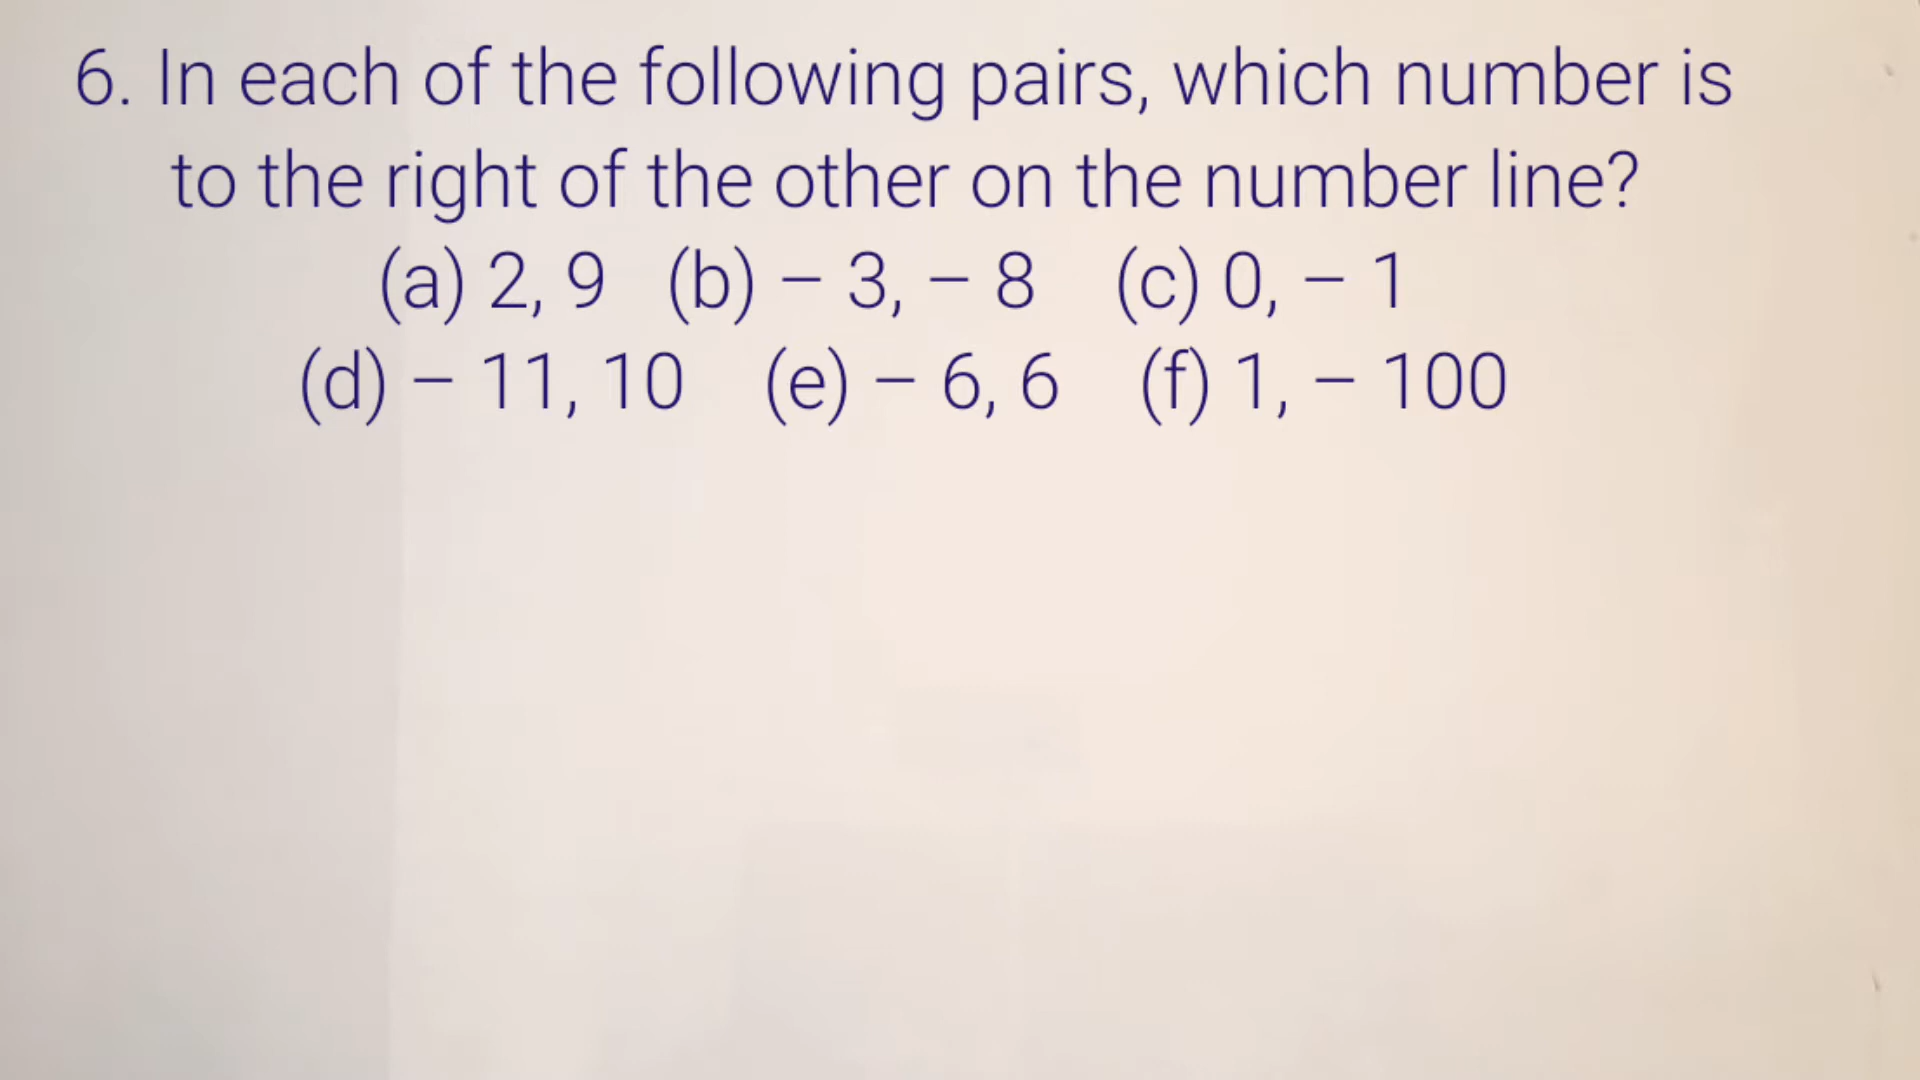 6. In each of the following pairs, which number is
to the right of the other on the number line?
(a) 2, 9 (b) – 3, – 8 (c) 0, – 1
(d) – 11, 10 (e) – 6, 6 (f) 1, – 100